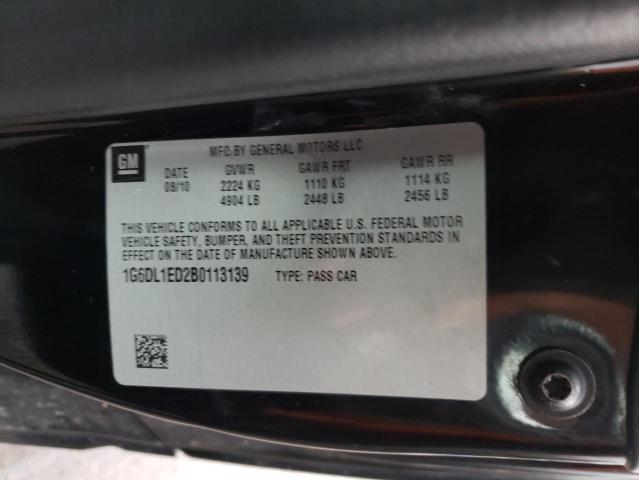 GM
MFD BY GENERAL MOTORS LLC
DATE GVWR GAWR FRT GAWR RR
08/10 2224 KG 1110 KG 1114 KG
4904 LB 2448 LB 2456 LB
THIS VEHICLE CONFORMS TO ALL APPLICABLE U.S. FEDERAL MOTOR
VEHICLE SAFETY, BUMPER, AND THEFT PREVENTION STANDARDS IN
EFFECT ON THE DATE OF MANUFACTURE SHOWN ABOVE.
1G6DL1ED2B0113139 TYPE: PASS CAR